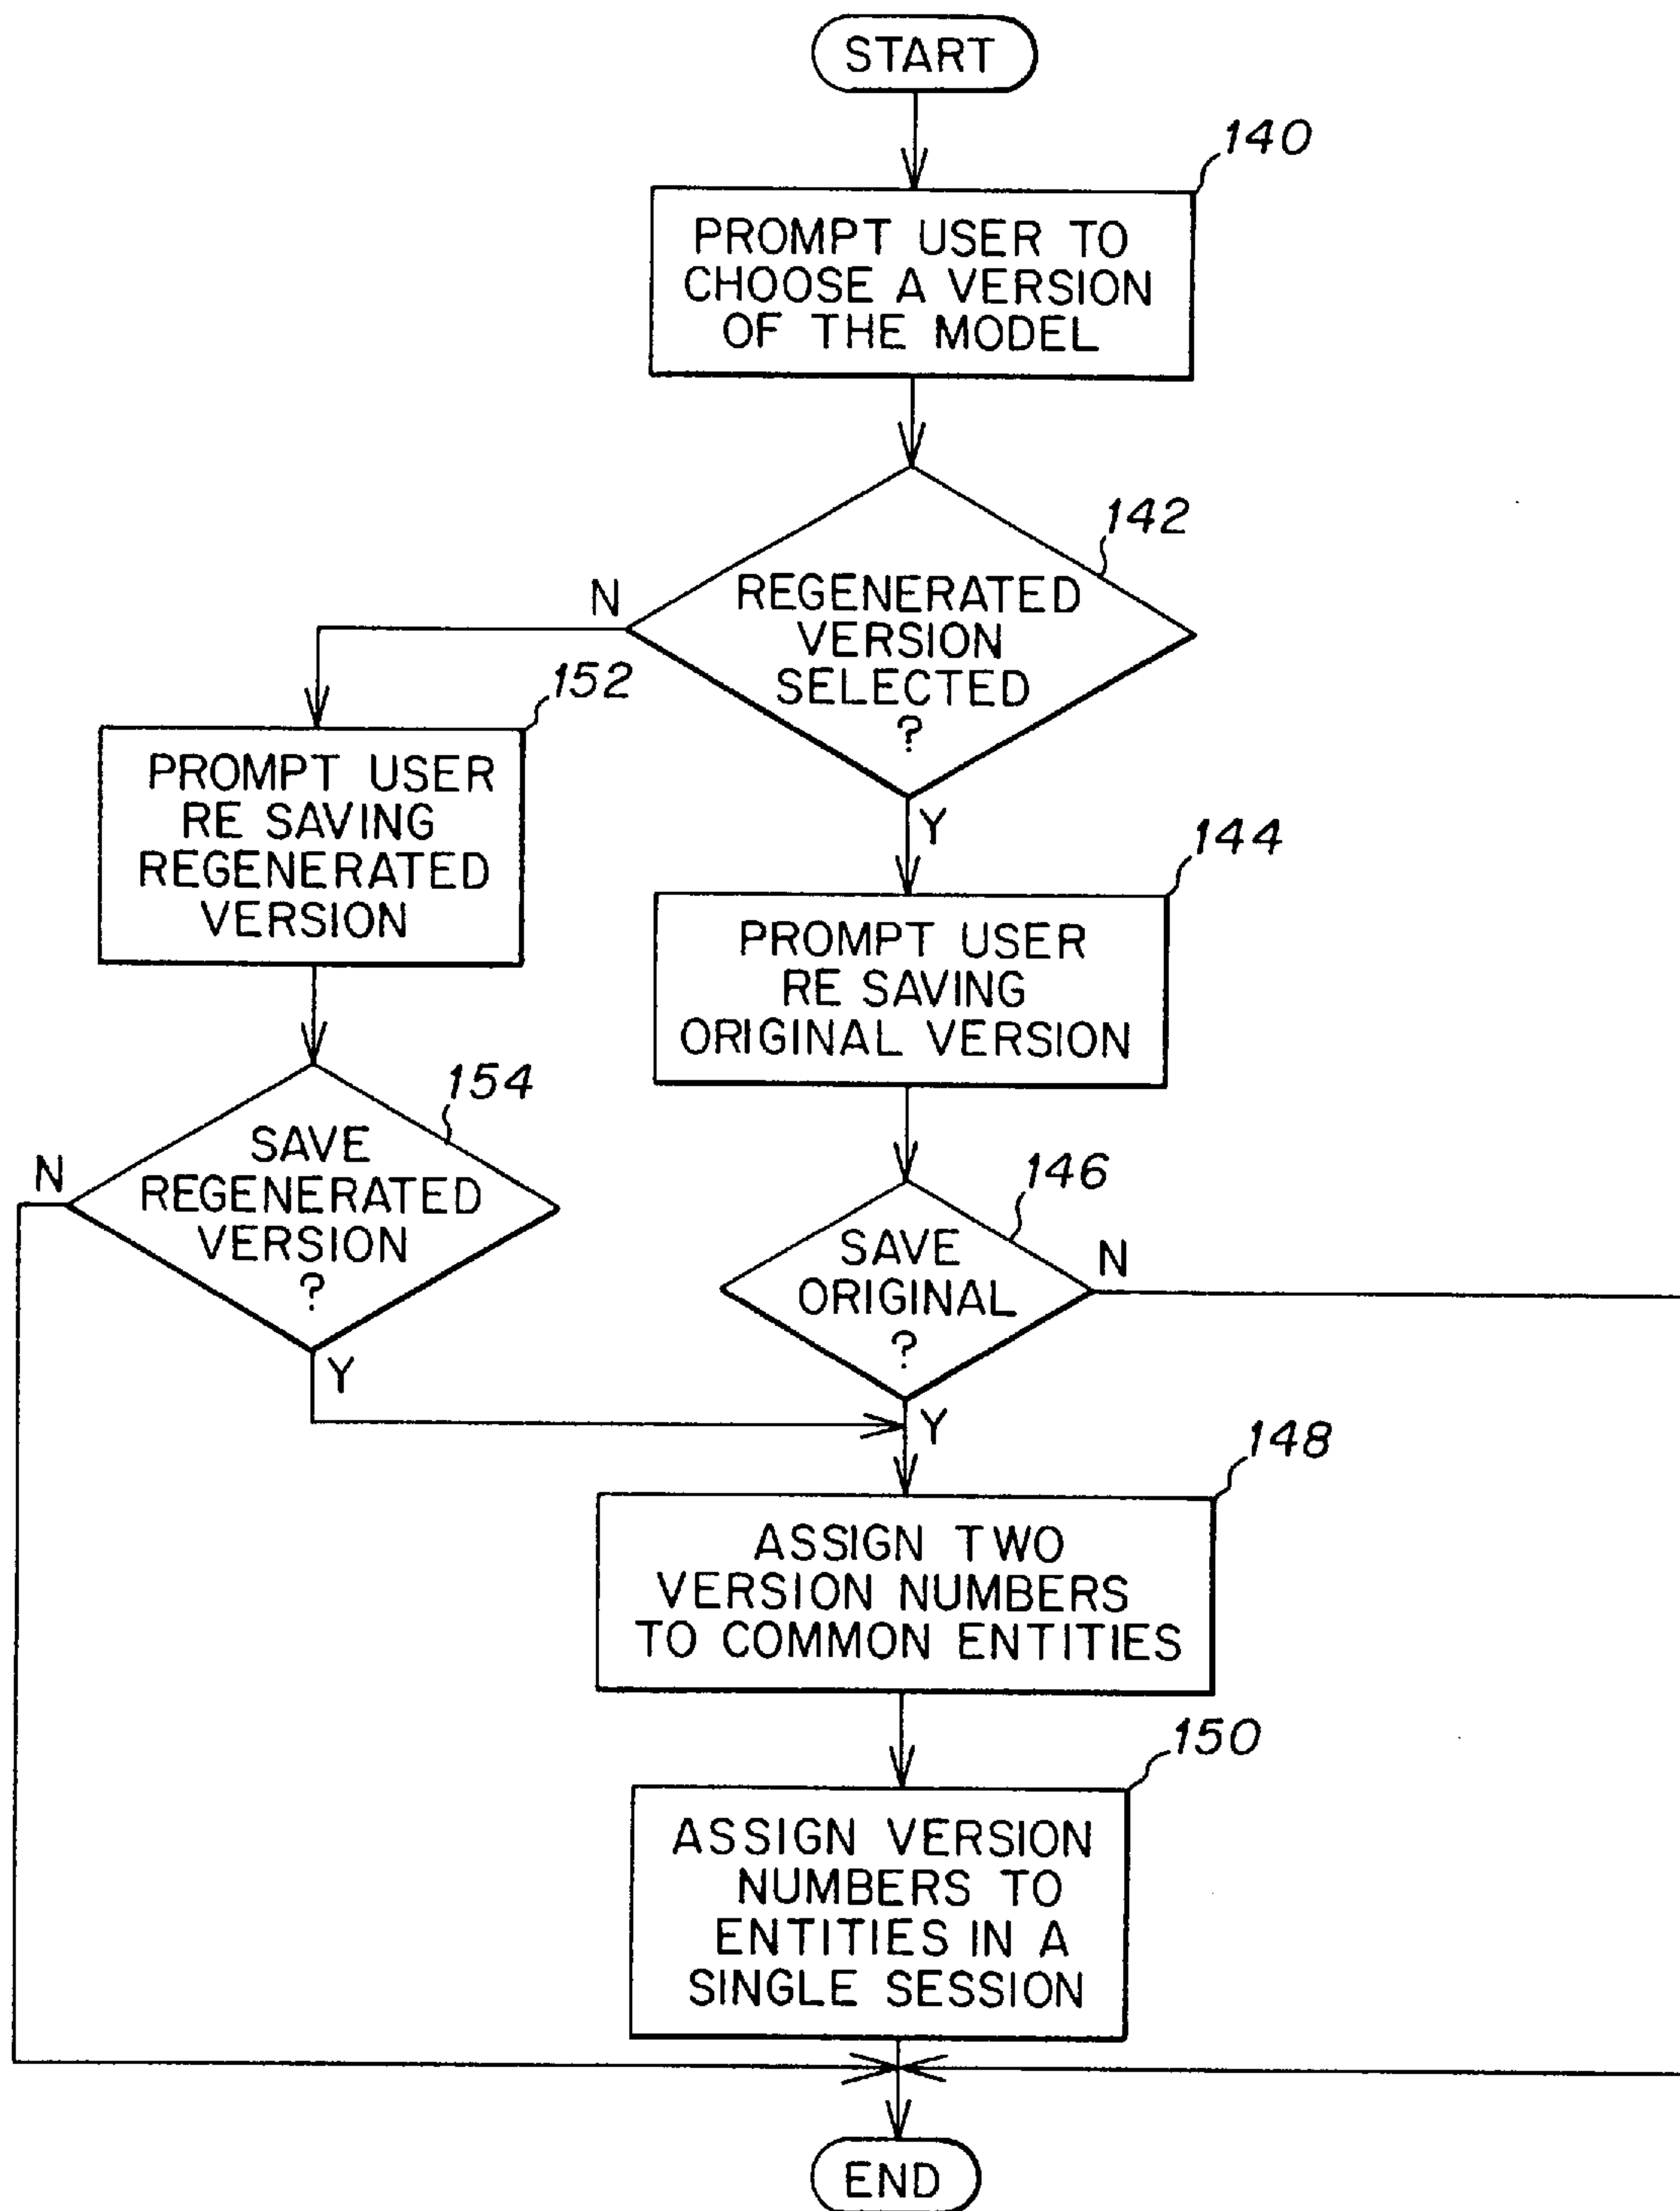 START
140
PROMPT USER TO
CHOOSE A VERSION
OF THE MODEL
142
REGENERATED
VERSION
SELECTED
?
N
Y
152
PROMPT USER
RE SAVING
REGENERATED
VERSION
144
PROMPT USER
RE SAVING
ORIGINAL VERSION
154
SAVE
REGENERATED
VERSION
?
N
Y
146
SAVE
ORIGINAL
?
N
Y
148
ASSIGN TWO
VERSION NUMBERS
TO COMMON ENTITIES
150
ASSIGN VERSION
NUMBERS TO
ENTITIES IN A
SINGLE SESSION
END